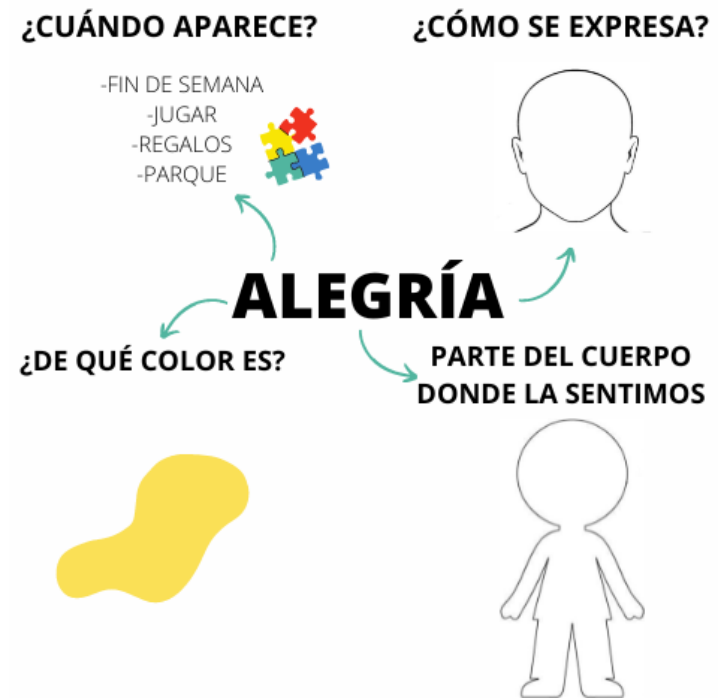 ¿CUÁNDO APARECE?
-FIN DE SEMANA
-JUGAR
-REGALOS
-PARQUE
¿CÓMO SE EXPRESA?
ALEGRÍA
¿DE QUÉ COLOR ES?
PARTE DEL CUERPO
DONDE LA SENTIMOS